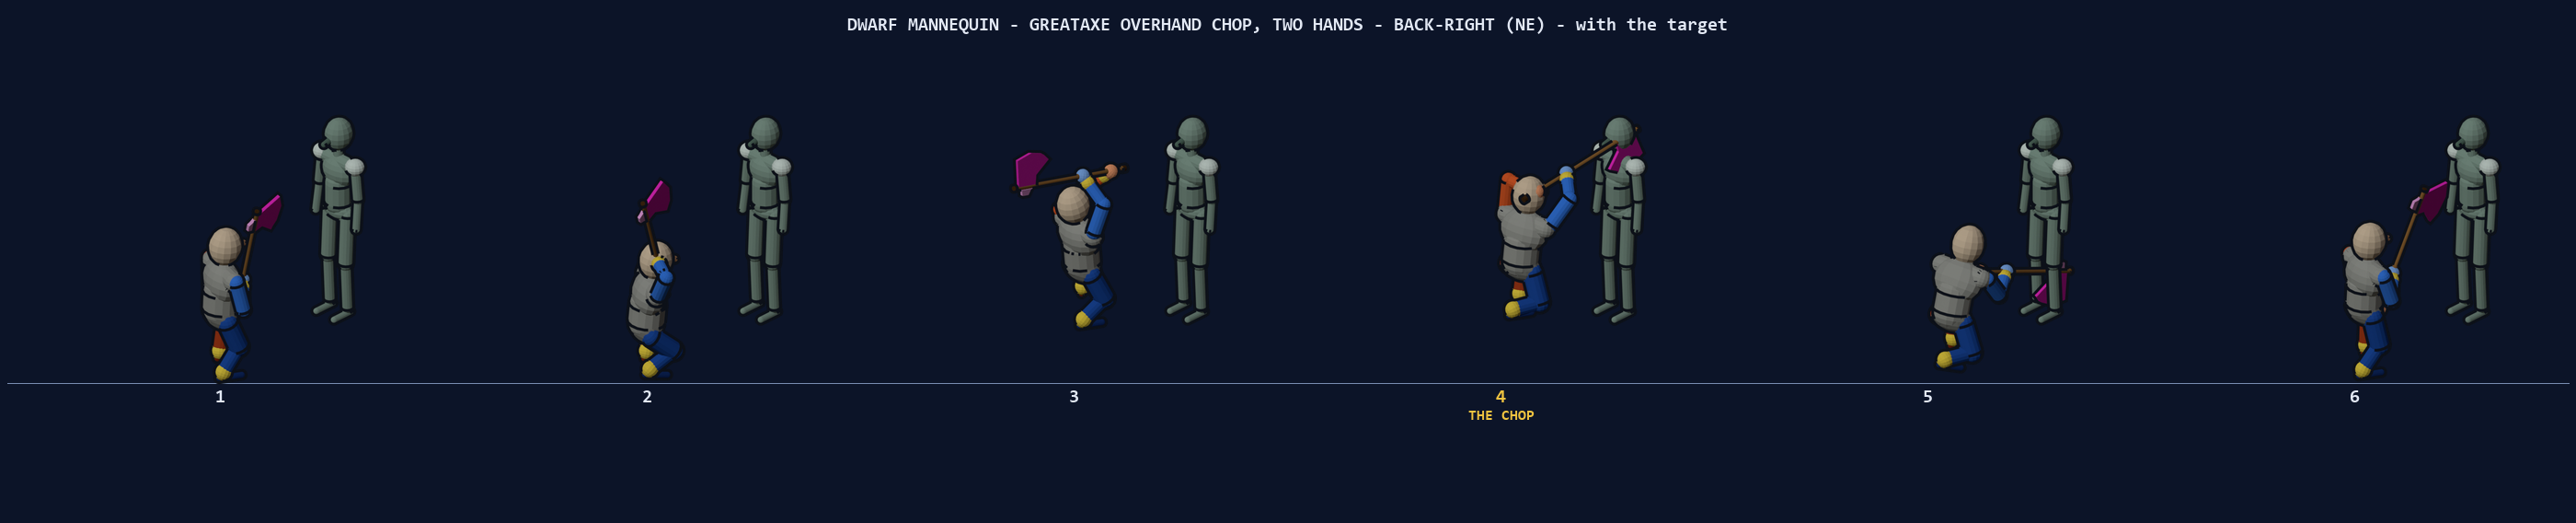 DWARF MANNEQUIN - GREATAXE OVERHAND CHOP, TWO HANDS - BACK-RIGHT (NE) - with the target
1 2 3 4 5 6
THE CHOP